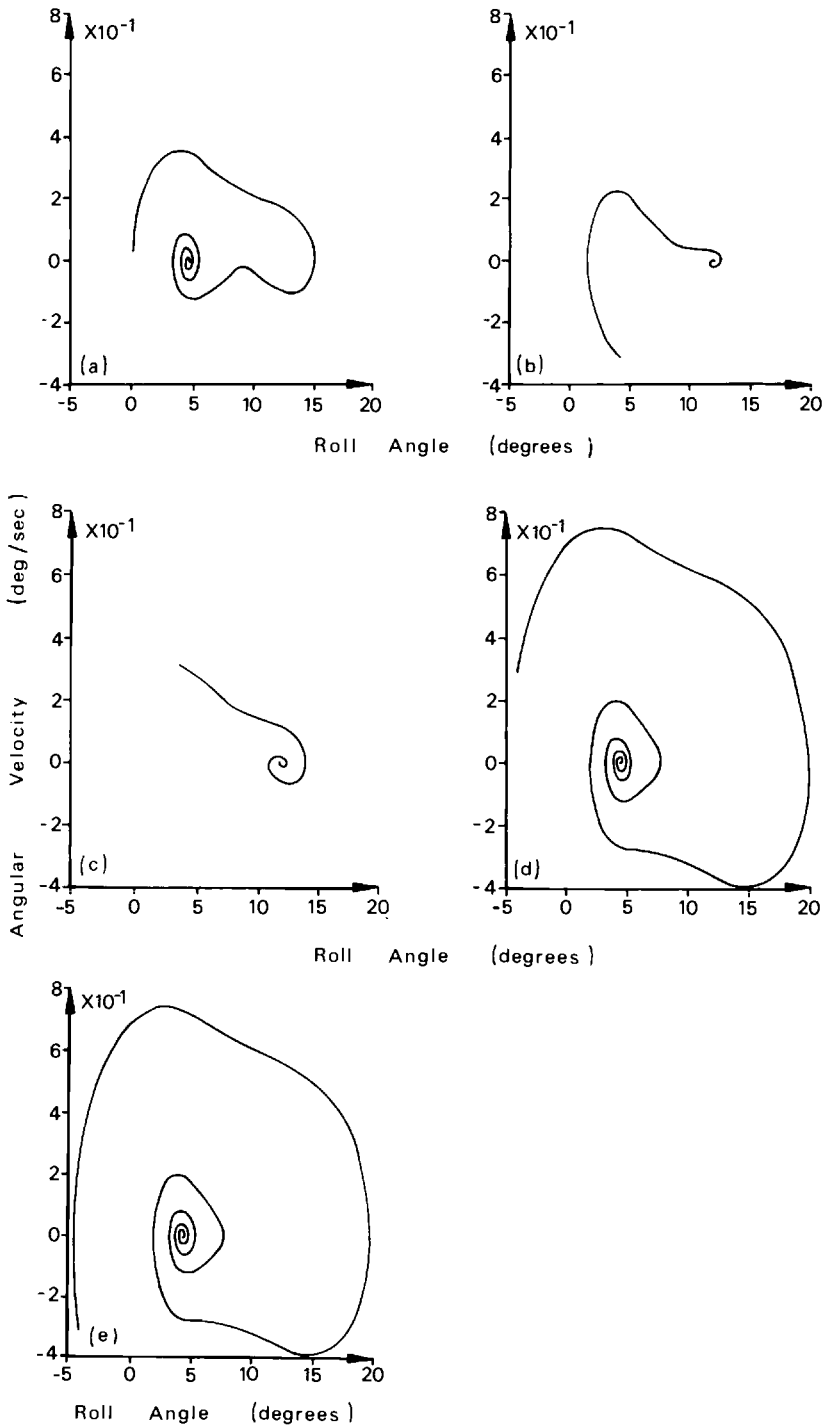 8 X10⁻¹ 8 X10⁻¹
6 6
4 4
2 2
0 0
-2 -2
(a) (b)
-4 -4
-5 0 5 10 15 20 -5 0 5 10 15 20
Roll Angle (degrees)
Angular Velocity (deg/sec)
8 X10⁻¹ 8 X10⁻¹
6 6
4 4
2 2
0 0
-2 -2
(c) (d)
-4 -4
-5 0 5 10 15 20 -5 0 5 10 15 20
Roll Angle (degrees)
8 X10⁻¹
6
4
2
0
-2
(e)
-4
-5 0 5 10 15 20
Roll Angle (degrees)